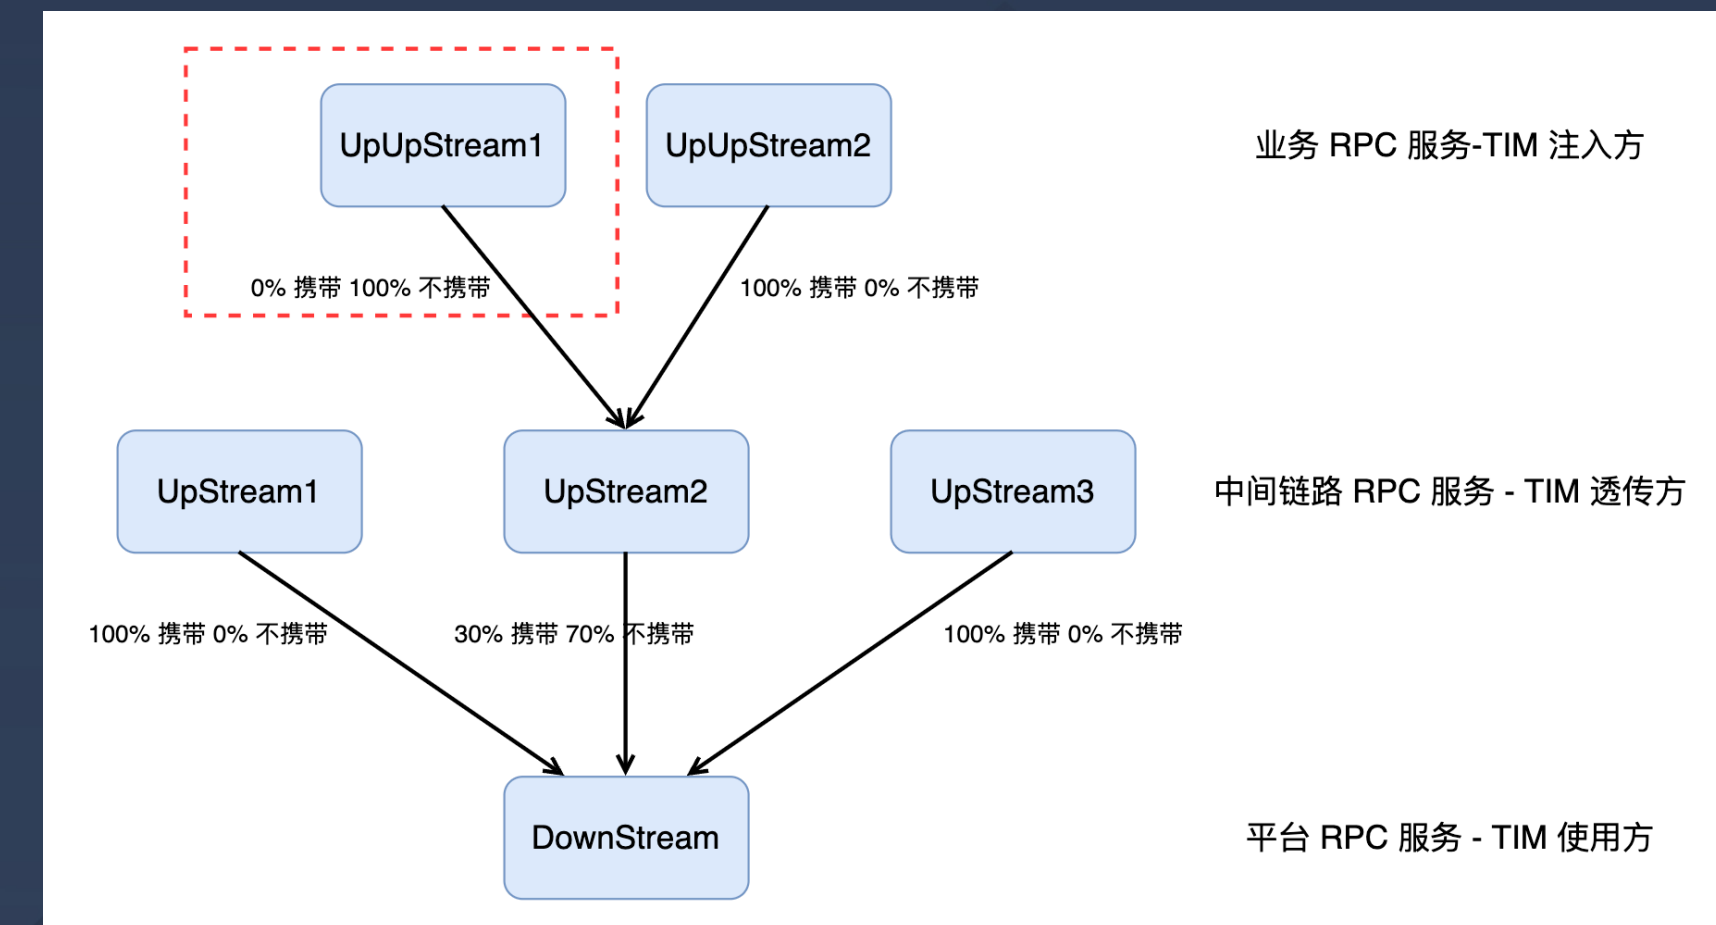 UpUpStream1
UpUpStream2
业务 RPC 服务-TIM 注入方
0% 携带 100% 不携带
100% 携带 0% 不携带
UpStream1
UpStream2
UpStream3
中间链路 RPC 服务 - TIM 透传方
100% 携带 0% 不携带
30% 携带 70% 不携带
100% 携带 0% 不携带
DownStream
平台 RPC 服务 - TIM 使用方